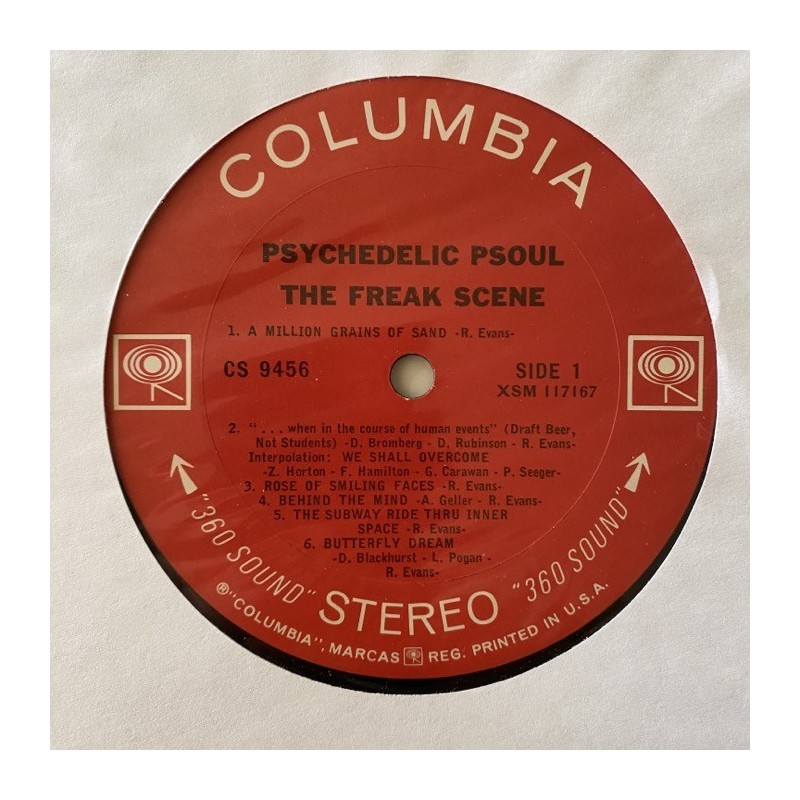 COLUMBIA
PSYCHEDELIC PSOUL
THE FREAK SCENE
1. A MILLION GRAINS OF SAND -R. Evans-
CS 9456
SIDE 1
XSM 117167
2. “. . . when in the course of human events” (Draft Beer,
Not Students) -D. Bromberg - D. Rubinson - R. Evans-
Interpolation: WE SHALL OVERCOME
-Z. Horton - F. Hamilton - G. Carawan - P. Seeger-
3. ROSE OF SMILING FACES -R. Evans-
4. BEHIND THE MIND -A. Geller - R. Evans-
5. THE SUBWAY RIDE THRU INNER
SPACE -R. Evans-
6. BUTTERFLY DREAM
-D. Blackhurst - L. Pogan -
R. Evans-
"360 SOUND" STEREO "360 SOUND"
®"COLUMBIA", MARCAS REG. PRINTED IN U.S.A.